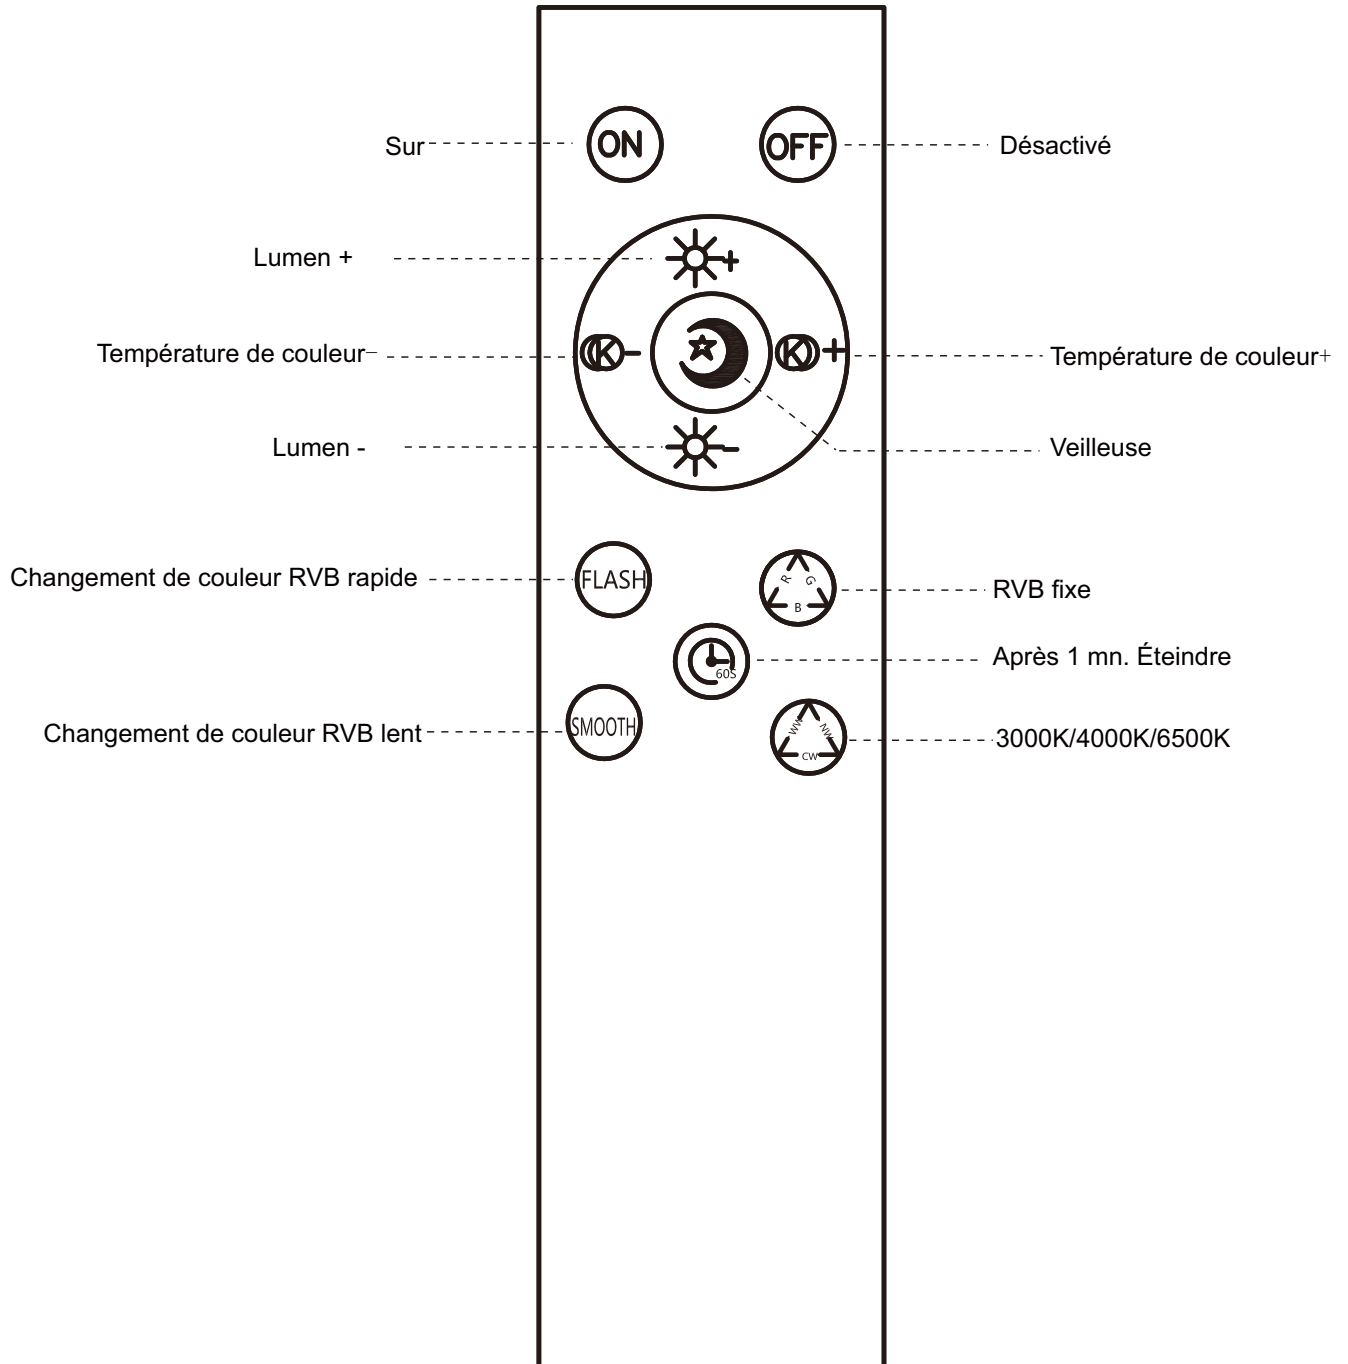 Sur
ON
OFF
Désactivé
Lumen +
+
Température de couleur−
K -
K +
Température de couleur+
Lumen -
-
Veilleuse
Changement de couleur RVB rapide
FLASH
R G
B
RVB fixe
60S
Après 1 mn. Éteindre
Changement de couleur RVB lent
SMOOTH
WW NW
CW
3000K/4000K/6500K